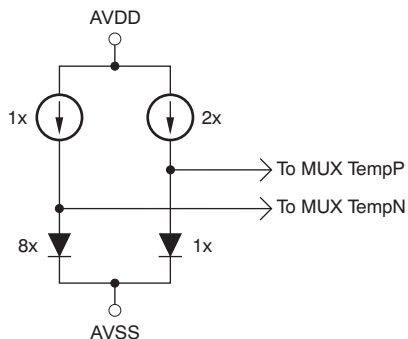 AVDD
1x
2x
To MUX TempP
To MUX TempN
8x
1x
AVSS